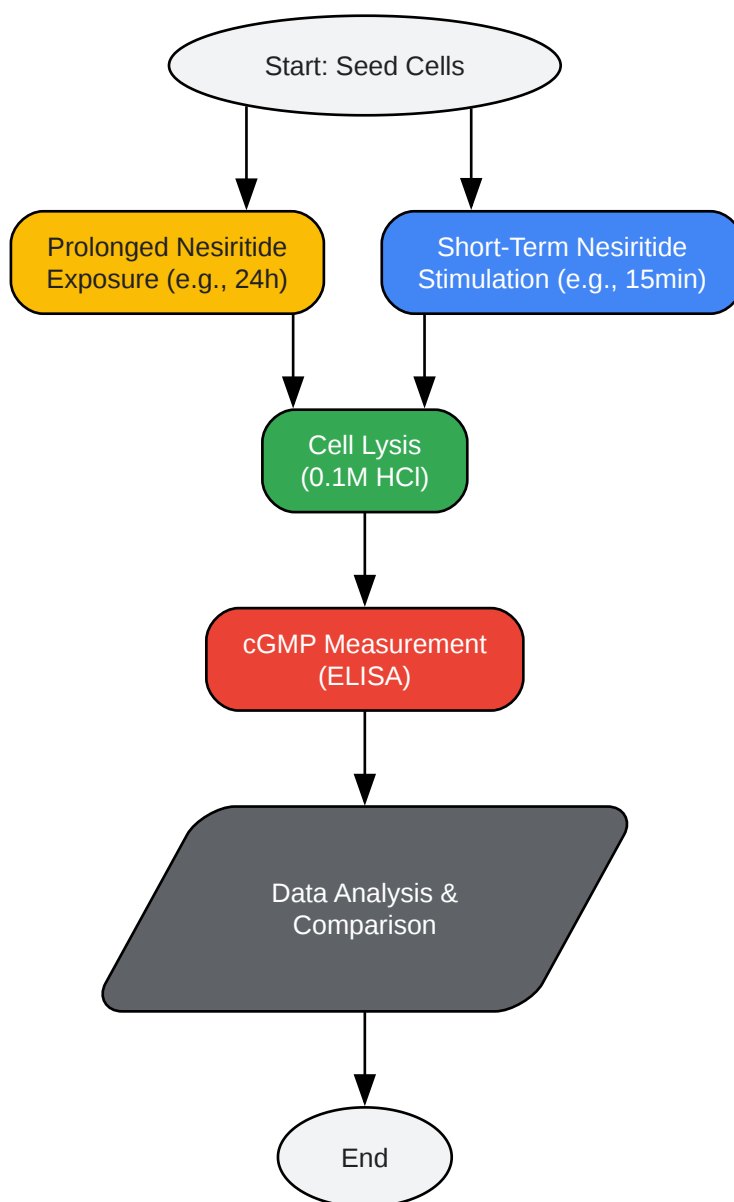 Start: Seed Cells
Prolonged Nesiritide
Exposure (e.g., 24h)
Short-Term Nesiritide
Stimulation (e.g., 15min)
Cell Lysis
(0.1M HCl)
cGMP Measurement
(ELISA)
Data Analysis &
Comparison
End